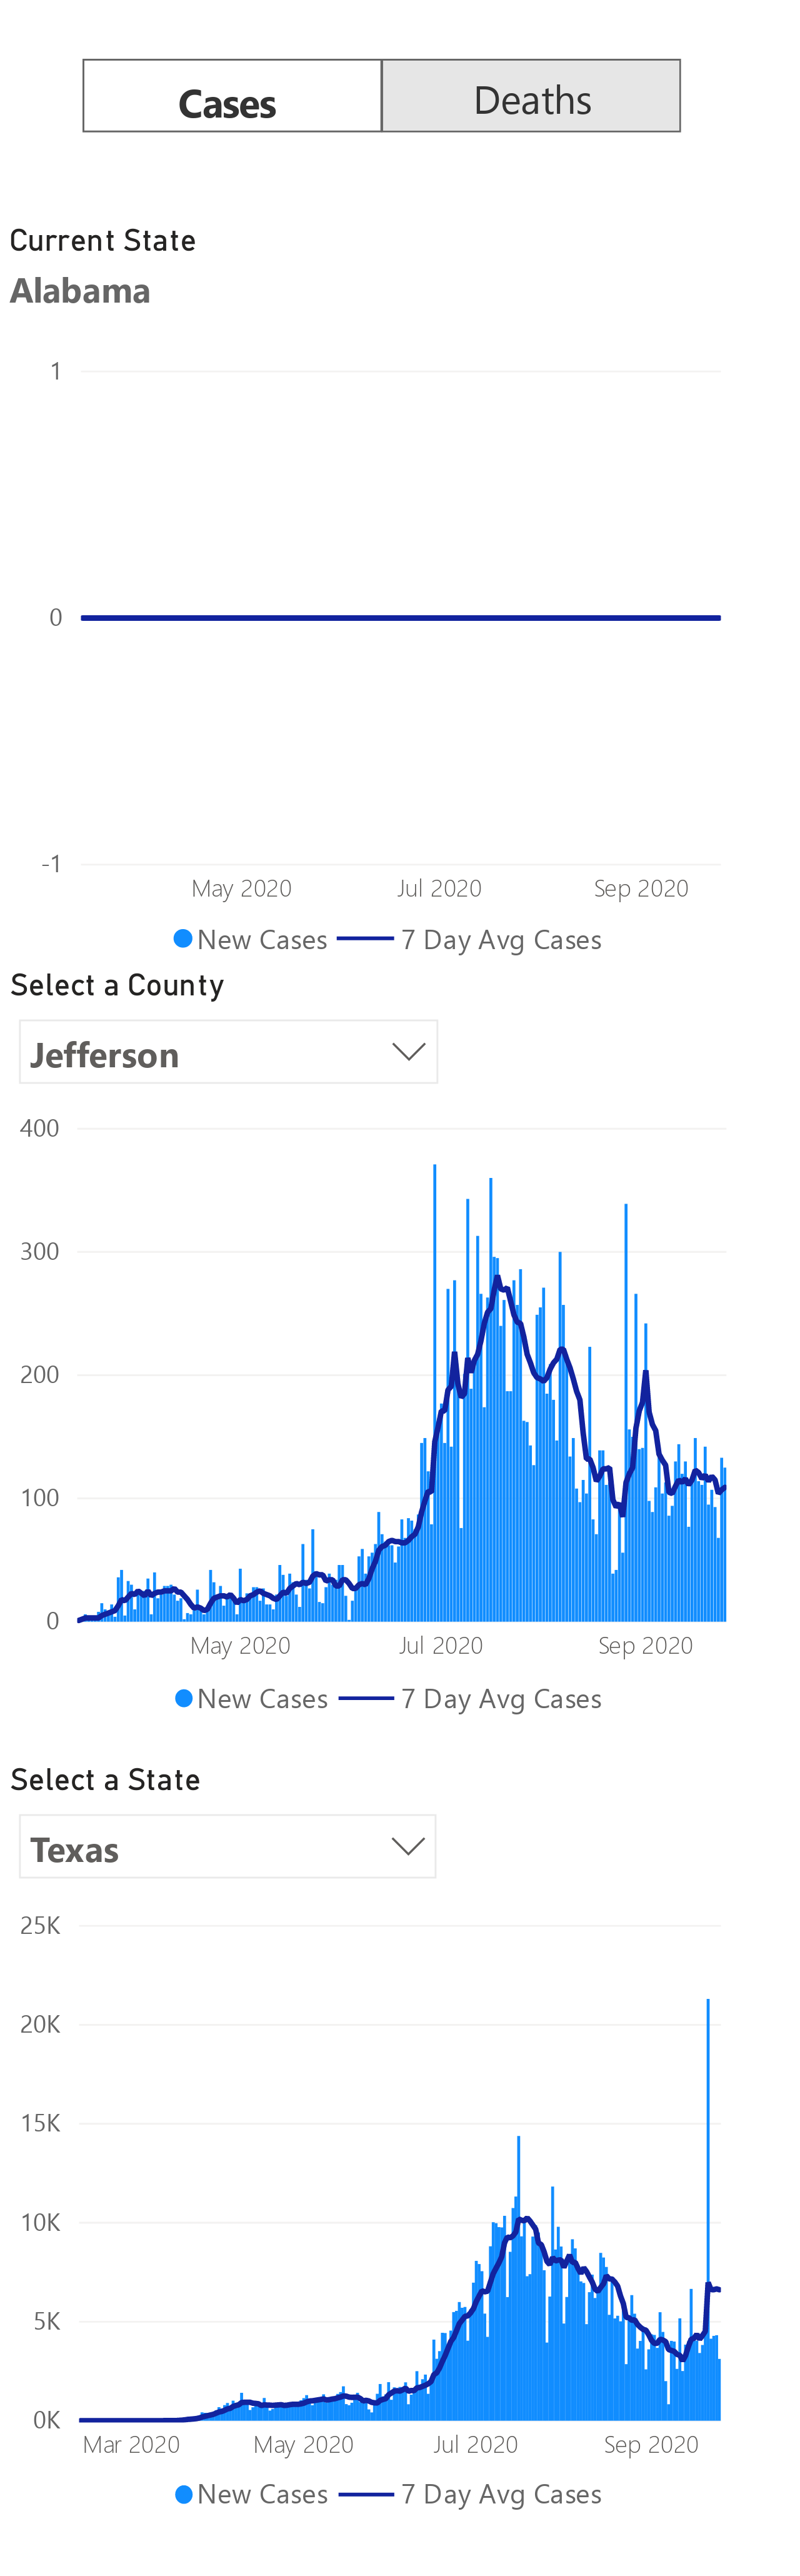 Cases Deaths
Current State
Alabama
1
0
-1
May 2020 Jul 2020 Sep 2020
New Cases 7 Day Avg Cases
Select a County
Jefferson
400
300
200
100
0
May 2020 Jul 2020 Sep 2020
New Cases 7 Day Avg Cases
Select a State
Texas
25K
20K
15K
10K
5K
0K
Mar 2020 May 2020 Jul 2020 Sep 2020
New Cases 7 Day Avg Cases